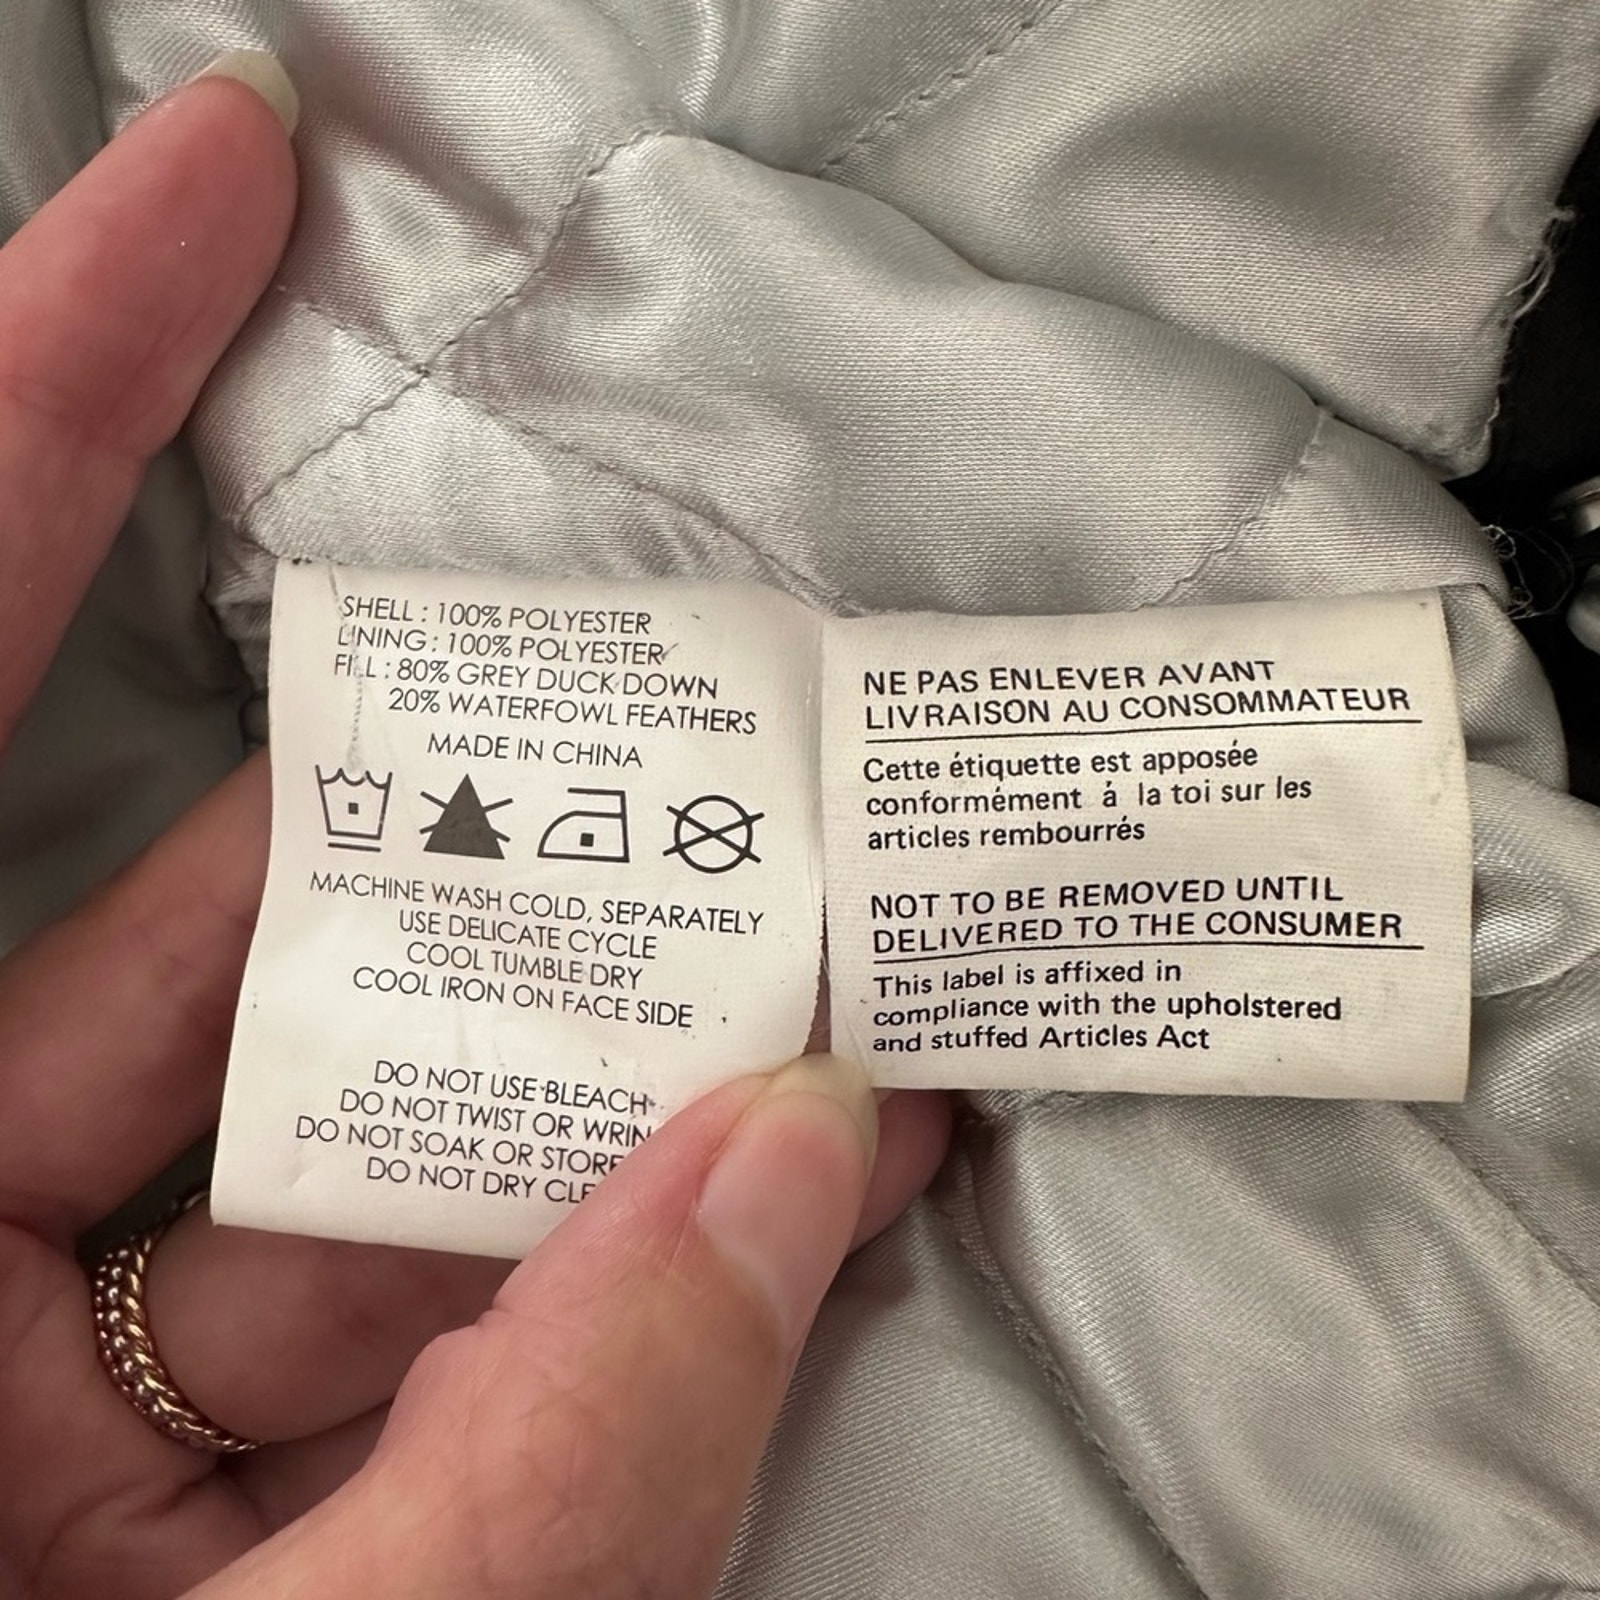 SHELL : 100% POLYESTER
LINING : 100% POLYESTER
FILL : 80% GREY DUCK DOWN
20% WATERFOWL FEATHERS
MADE IN CHINA
MACHINE WASH COLD, SEPARATELY
USE DELICATE CYCLE
COOL TUMBLE DRY
COOL IRON ON FACE SIDE
DO NOT USE BLEACH
DO NOT TWIST OR WRIN
DO NOT SOAK OR STORE
DO NOT DRY CLE
NE PAS ENLEVER AVANT
LIVRAISON AU CONSOMMATEUR
Cette étiquette est apposée
conformément á la toi sur les
articles rembourrés
NOT TO BE REMOVED UNTIL
DELIVERED TO THE CONSUMER
This label is affixed in
compliance with the upholstered
and stuffed Articles Act